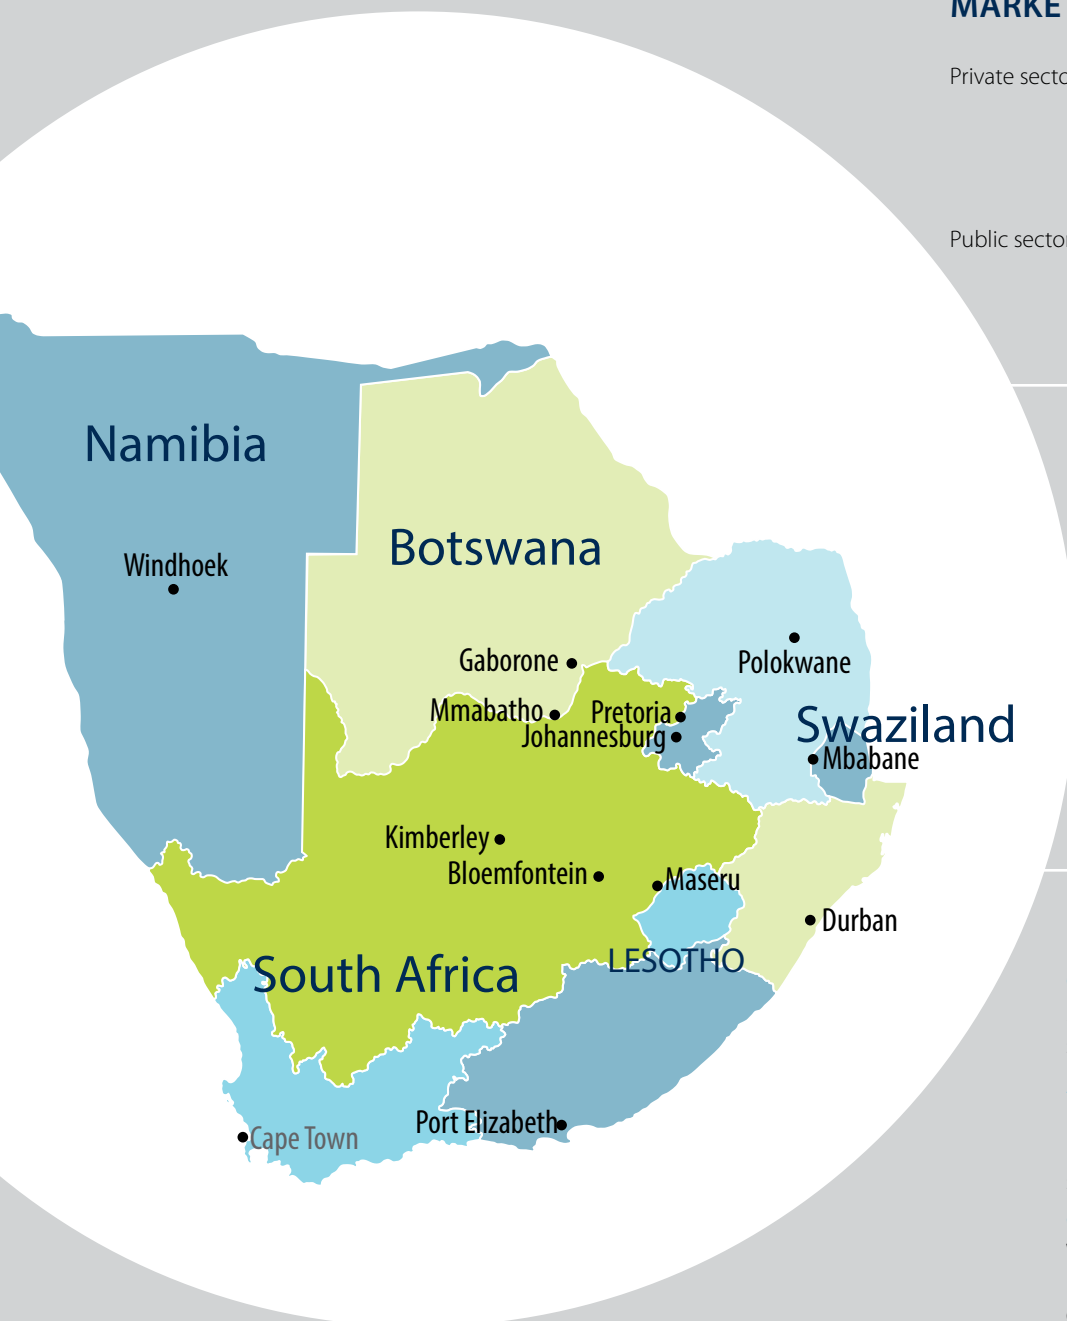 MARKE
Private secto
Public sector
Namibia
Botswana
Windhoek
Gaborone
Polokwane
Mmabatho
Pretoria
Swaziland
Johannesburg
Mbabane
Kimberley
Bloemfontein
Maseru
Durban
LESOTHO
South Africa
Port Elizabeth
Cape Town